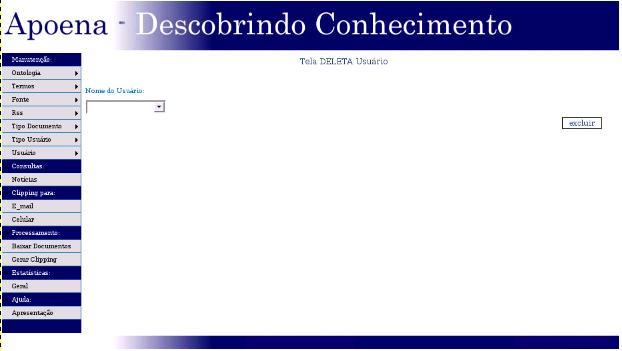 Apoena - Descobrindo Conhecimento
Manutenção:
Ontologia
Termos
Fonte
Rss
Tipo Documento
Tipo Usuário
Usuário
Consultas:
Notícias
Clipping para:
E_mail
Celular
Processamento:
Baixar Documentos
Gerar Clipping
Estatísticas:
Geral
Ajuda:
Apresentação
Tela DELETA Usuário
Nome do Usuário:
excluir